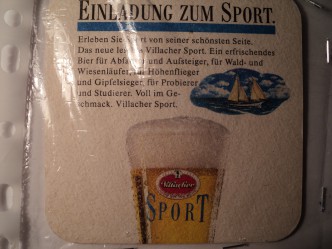 EINLADUNG ZUM SPORT.
Erleben Sie Sport von seiner schönsten Seite.
Das neue leichte Villacher Sport. Ein erfrischendes
Bier für Abfahrer und Aufsteiger, für Wald- und
Wiesenläufer, für Höhenflieger
und Gipfelsieger, für Probierer
und Studierer. Voll im Ge-
schmack. Villacher Sport.
Villacher
SPORT